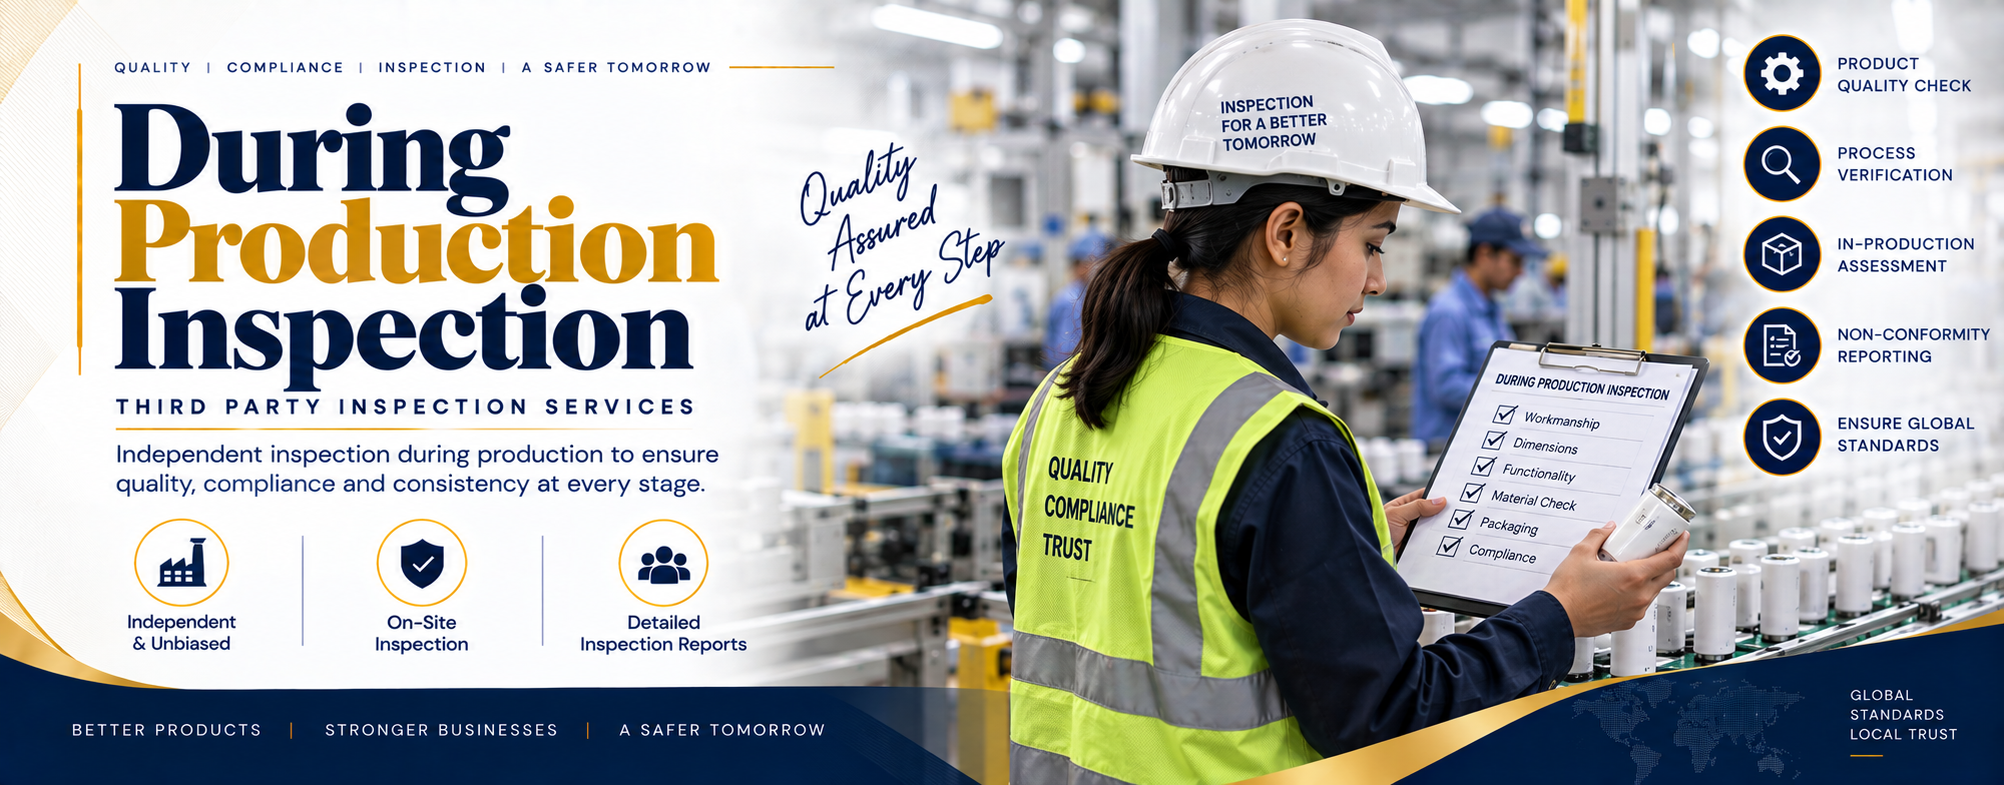 QUALITY | COMPLIANCE | INSPECTION | A SAFER TOMORROW
During
Production
Inspection
THIRD PARTY INSPECTION SERVICES
Independent inspection during production to ensure
quality, compliance and consistency at every stage.
Independent
& Unbiased
On-Site
Inspection
Detailed
Inspection Reports
BETTER PRODUCTS | STRONGER BUSINESSES | A SAFER TOMORROW
Quality
Assured
at Every Step
INSPECTION
FOR A BETTER
TOMORROW
QUALITY
COMPLIANCE
TRUST
DURING PRODUCTION INSPECTION
Workmanship
Dimensions
Functionality
Material Check
Packaging
Compliance
PRODUCT
QUALITY CHECK
PROCESS
VERIFICATION
IN-PRODUCTION
ASSESSMENT
NON-CONFORMITY
REPORTING
ENSURE GLOBAL
STANDARDS
GLOBAL
STANDARDS
LOCAL TRUST